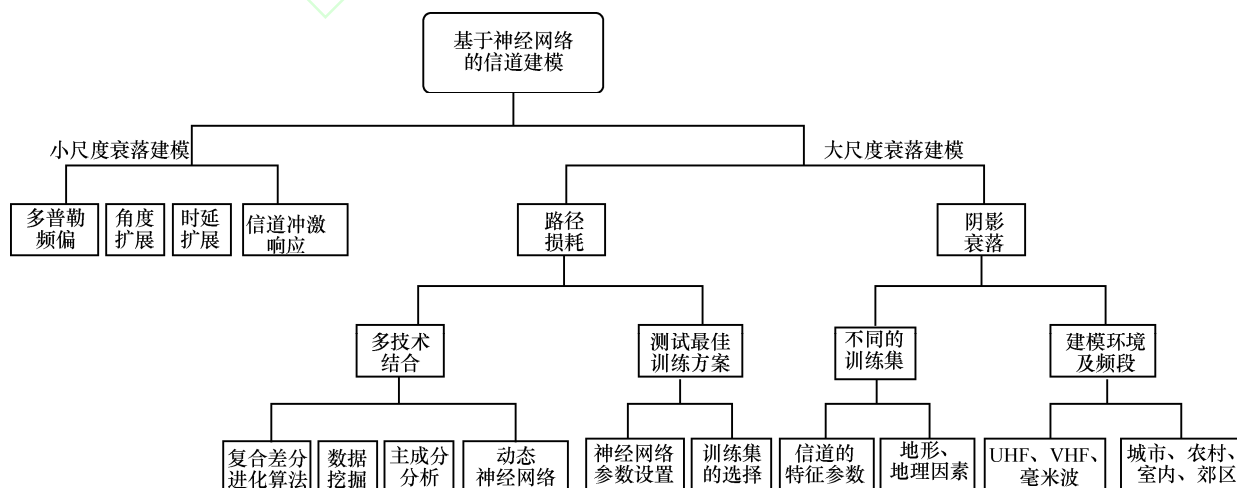 基于神经网络
的信道建模
小尺度衰落建模
大尺度衰落建模
多普勒
频偏
角度
扩展
时延
扩展
信道冲激
响应
路径
损耗
阴影
衰落
多技术
结合
测试最佳
训练方案
不同的
训练集
建模环境
及频段
复合差分
进化算法
数据
挖掘
主成分
分析
动态
神经网络
神经网络
参数设置
训练集
的选择
信道的
特征参数
地形、
地理因素
UHF、VHF、
毫米波
城市、农村、
室内、郊区